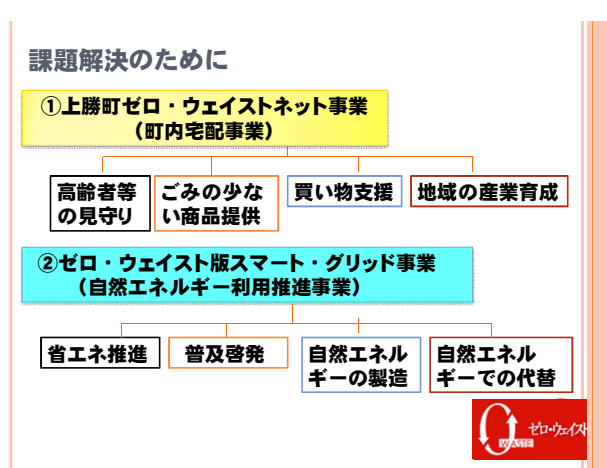 課題解決のために
①上勝町ゼロ・ウェイストネット事業
（町内宅配事業）
高齢者等
の見守り
ごみの少な
い商品提供
買い物支援
地域の産業育成
②ゼロ・ウェイスト版スマート・グリッド事業
（自然エネルギー利用推進事業）
省エネ推進
普及啓発
自然エネル
ギーの製造
自然エネル
ギーでの代替
WASTE
ゼロ・ウェイスト